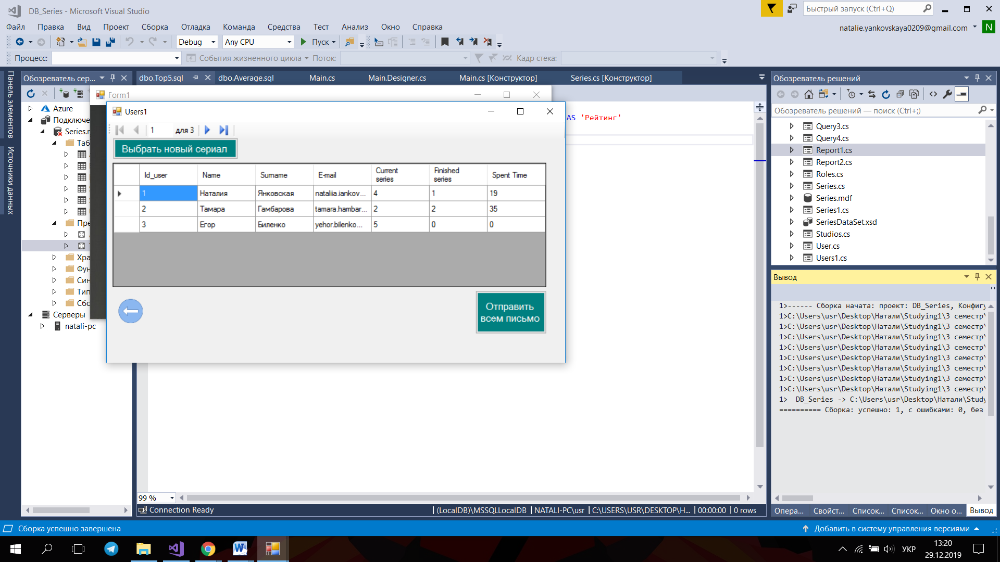 DB_Series - Microsoft Visual Studio
Быстрый запуск (Ctrl+Q)
Файл Правка Вид Проект Сборка Отладка Команда Средства Тест Анализ Окно Справка
natalie.yankovskaya0209@gmail.com N
Debug Any CPU Пуск
Процесс: События жизненного цикла Поток: Кадр стека:
Панель элементов
Источники данных
Обозреватель сер...
Azure
Подключе
Series.
Таб
Пре
Хра
Фун
Син
Тип
Сбо
Серверы
natali-pc
dbo.Top5.sql dbo.Average.sql Main.cs Main.Designer.cs Main.cs [Конструктор] Series.cs [Конструктор]
AS 'Рейтинг'
Form1
Users1
1 для 3
Выбрать новый сериал
Id_user Name Surname E-mail Current series Finished series Spent Time
1 Наталия Янковская nataliia.iankov... 4 1 19
2 Тамара Гамбарова tamara.hambar... 2 2 35
3 Егор Биленко yehor.bilenko... 5 0 0
Отправить
всем письмо
99 %
Connection Ready (LocalDB)\MSSQLLocalDB NATALI-PC\usr C:\USERS\USR\DESKTOP\Н... 00:00:00 0 rows
Обозреватель решений
Обозреватель решений — поиск (Ctrl+;)
Query3.cs
Query4.cs
Report1.cs
Report2.cs
Roles.cs
Series.cs
Series.mdf
Series1.cs
SeriesDataSet.xsd
Studios.cs
User.cs
Users1.cs
Вывод
1>------ Сборка начата: проект: DB_Series, Конфигу
1>C:\Users\usr\Desktop\Натали\Studying1\3 семестр\
1>C:\Users\usr\Desktop\Натали\Studying1\3 семестр\
1>C:\Users\usr\Desktop\Натали\Studying1\3 семестр\
1>C:\Users\usr\Desktop\Натали\Studying1\3 семестр\
1>C:\Users\usr\Desktop\Натали\Studying1\3 семестр\
1>C:\Users\usr\Desktop\Натали\Studying1\3 семестр\
1>C:\Users\usr\Desktop\Натали\Studying1\3 семестр\
1>C:\Users\usr\Desktop\Натали\Studying1\3 семестр\
1> DB_Series -> C:\Users\usr\Desktop\Натали\Study
========== Сборка: успешно: 1, с ошибками: 0, без
Опера... Свойст... Список... Список... Окно о... Вывод
Сборка успешно завершена
Добавить в систему управления версиями
УКР
13:20
29.12.2019